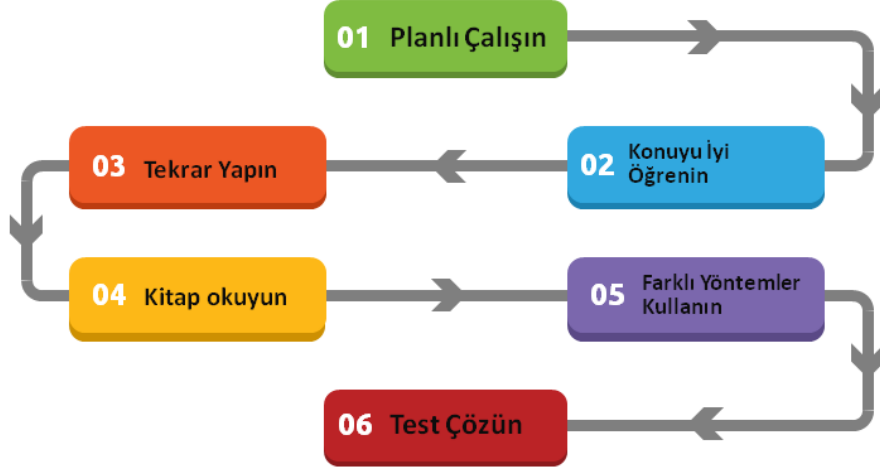 01 Planlı Çalışın
02 Konuyu İyi
Öğrenin
03 Tekrar Yapın
04 Kitap okuyun
05 Farklı Yöntemler
Kullanın
06 Test Çözün